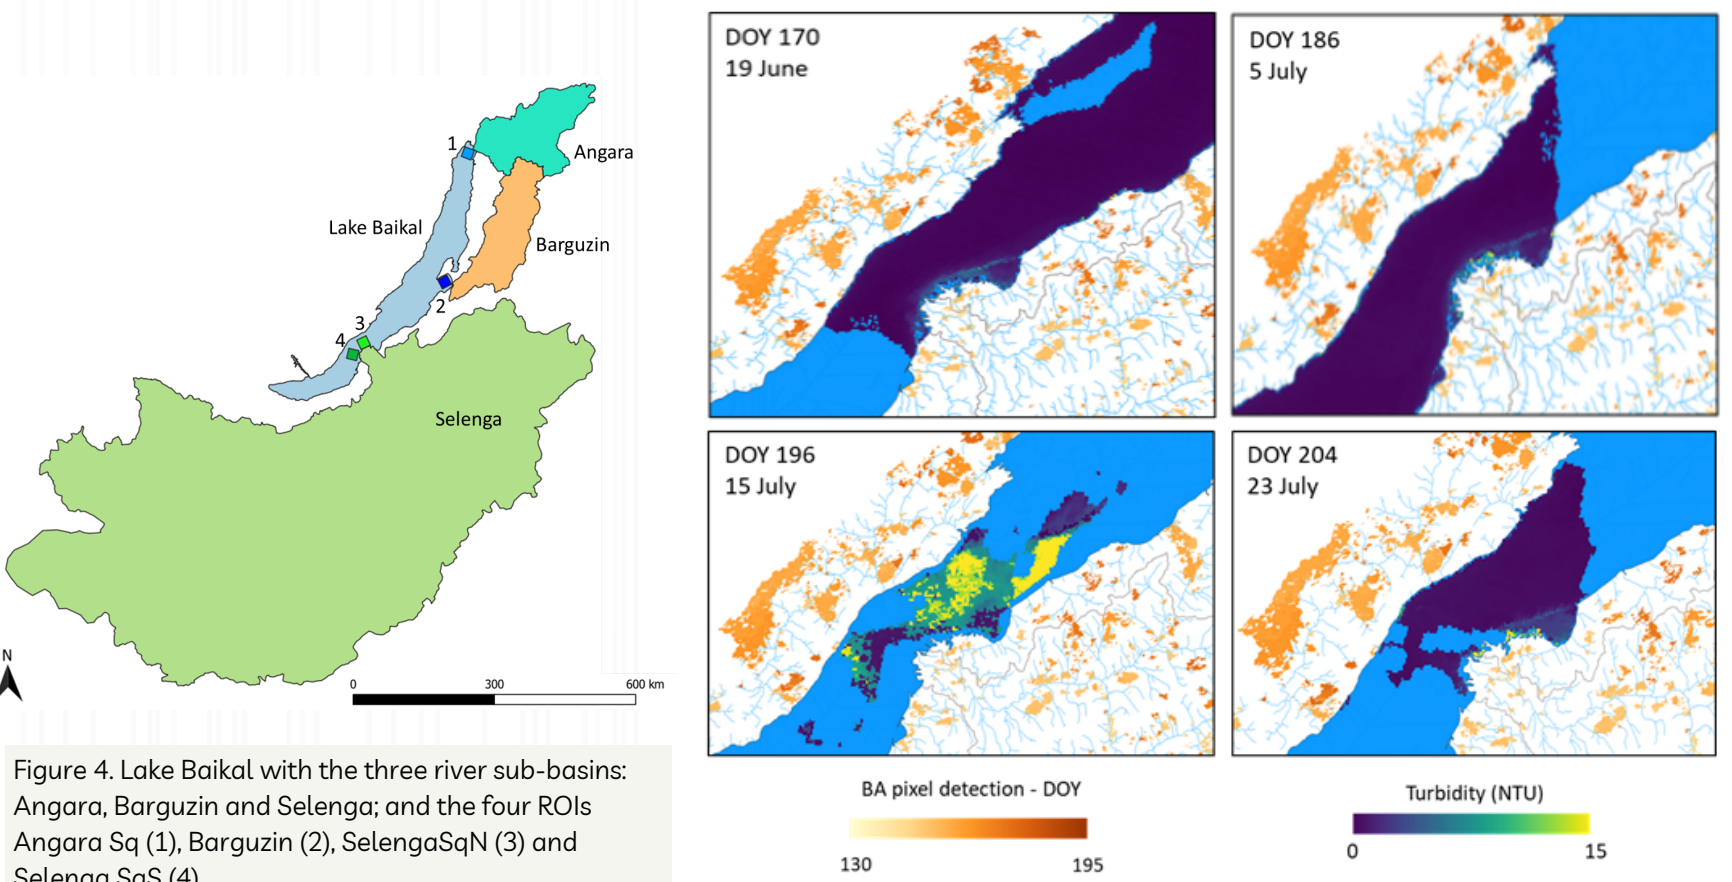 1
Angara
Lake Baikal
Barguzin
2
3
4
Selenga
N
0 300 600 km
Figure 4. Lake Baikal with the three river sub-basins:
Angara, Barguzin and Selenga; and the four ROIs
Angara Sq (1), Barguzin (2), SelengaSqN (3) and
Selenga SqS (4)
DOY 170
19 June
DOY 186
5 July
DOY 196
15 July
DOY 204
23 July
BA pixel detection - DOY
130 195
Turbidity (NTU)
0 15